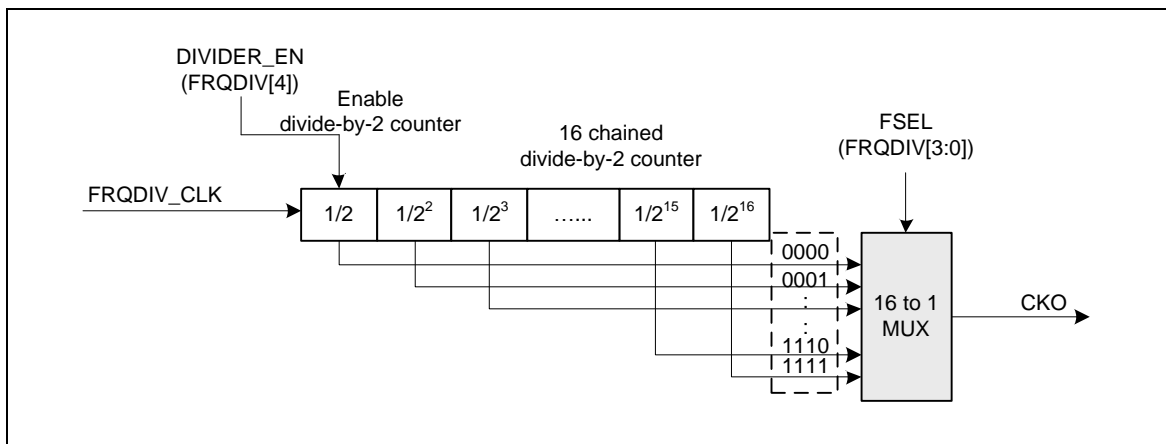 DIVIDER_EN
(FRQDIV[4])
Enable
divide-by-2 counter
16 chained
divide-by-2 counter
FSEL
(FRQDIV[3:0])
FRQDIV_CLK
1/2
1/2²
1/2³
…...
1/2¹⁵
1/2¹⁶
0000
0001
:
:
1110
1111
16 to 1
MUX
CKO